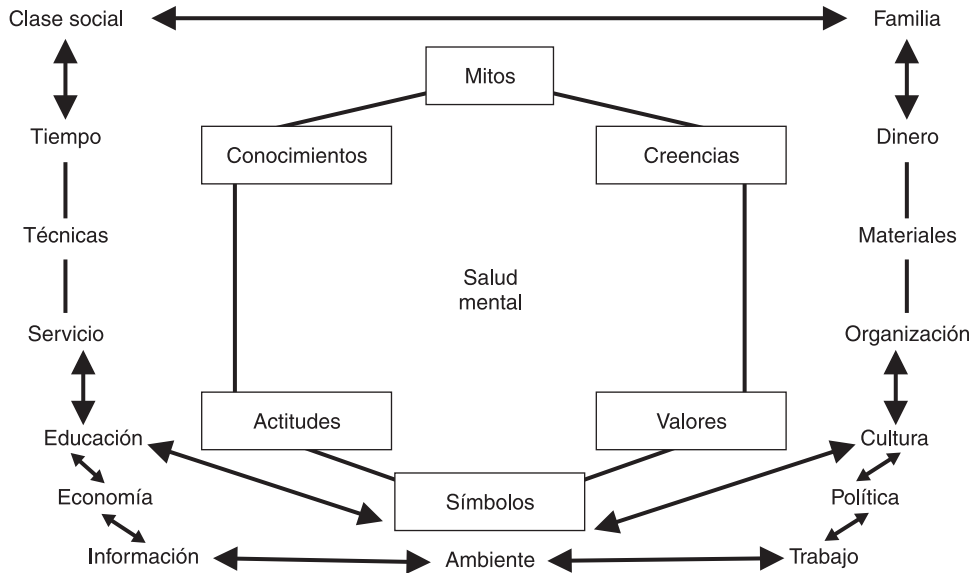 Clase social
Familia
Mitos
Tiempo
Conocimientos
Creencias
Dinero
Técnicas
Materiales
Salud
mental
Servicio
Organización
Educación
Actitudes
Valores
Cultura
Economía
Símbolos
Política
Información
Ambiente
Trabajo